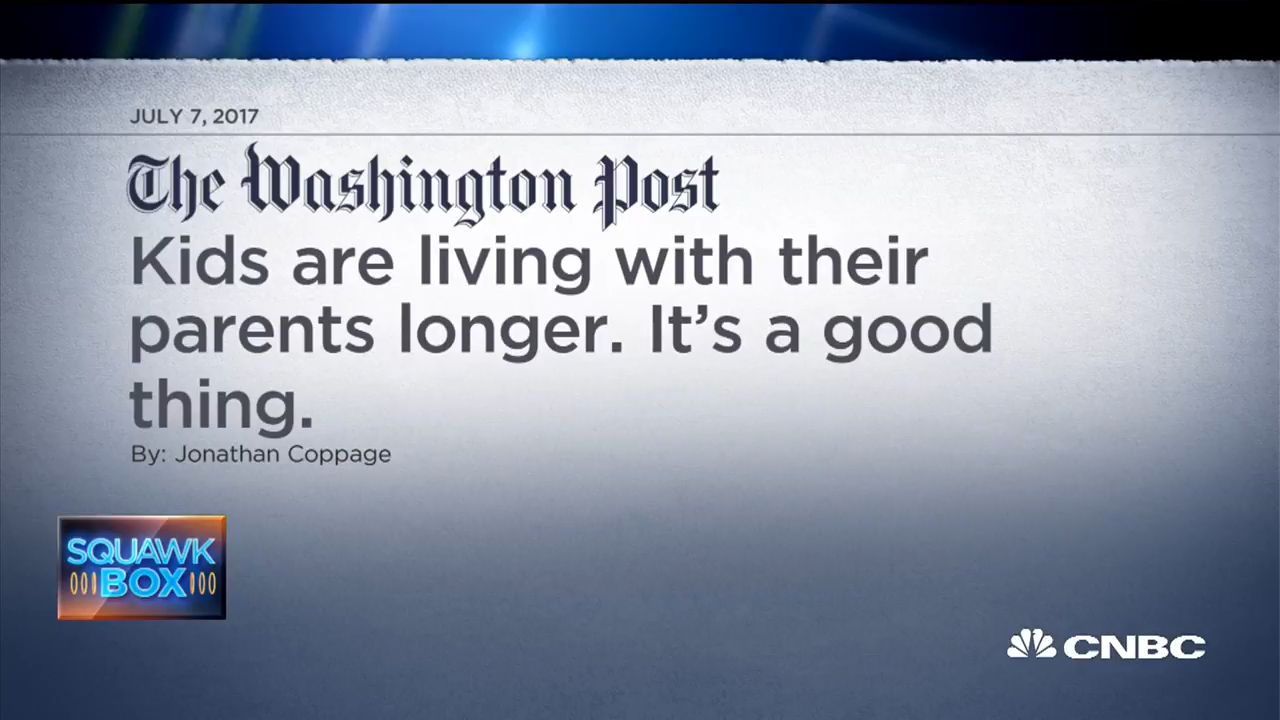 JULY 7, 2017
The Washington Post
Kids are living with their
parents longer. It’s a good
thing.
By: Jonathan Coppage
SQUAWK
BOX
CNBC